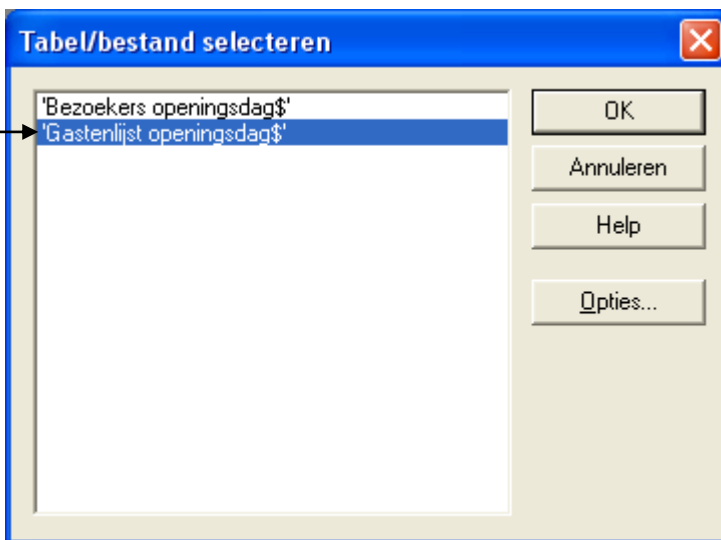 Tabel/bestand selecteren
'Bezoekers openingsdag$'
'Gastenlijst openingsdag$'
OK
Annuleren
Help
Opties...